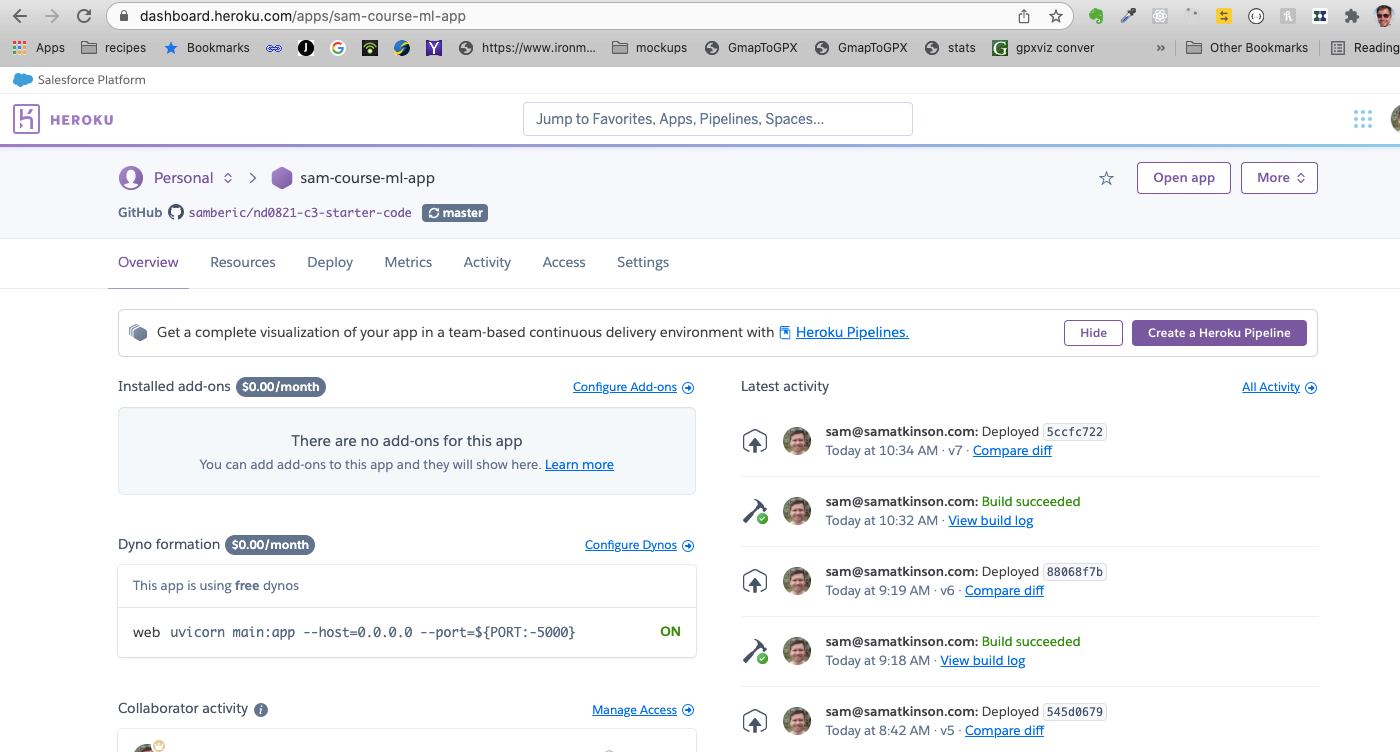 dashboard.heroku.com/apps/sam-course-ml-app
Apps recipes Bookmarks https://www.ironm... mockups GmapToGPX GmapToGPX stats gpxviz conver » Other Bookmarks Reading
Salesforce Platform
HEROKU Jump to Favorites, Apps, Pipelines, Spaces...
Personal sam-course-ml-app Open app More
GitHub samberic/nd0821-c3-starter-code master
Overview Resources Deploy Metrics Activity Access Settings
Get a complete visualization of your app in a team-based continuous delivery environment with Heroku Pipelines. Hide Create a Heroku Pipeline
Installed add-ons $0.00/month Configure Add-ons
There are no add-ons for this app
You can add add-ons to this app and they will show here. Learn more
Dyno formation $0.00/month Configure Dynos
This app is using free dynos
web uvicorn main:app --host=0.0.0.0 --port=${PORT:-5000} ON
Collaborator activity Manage Access
Latest activity All Activity
sam@samatkinson.com: Deployed 5ccfc722
Today at 10:34 AM · v7 · Compare diff
sam@samatkinson.com: Build succeeded
Today at 10:32 AM · View build log
sam@samatkinson.com: Deployed 88068f7b
Today at 9:19 AM · v6 · Compare diff
sam@samatkinson.com: Build succeeded
Today at 9:18 AM · View build log
sam@samatkinson.com: Deployed 545d0679
Today at 8:42 AM · v5 · Compare diff